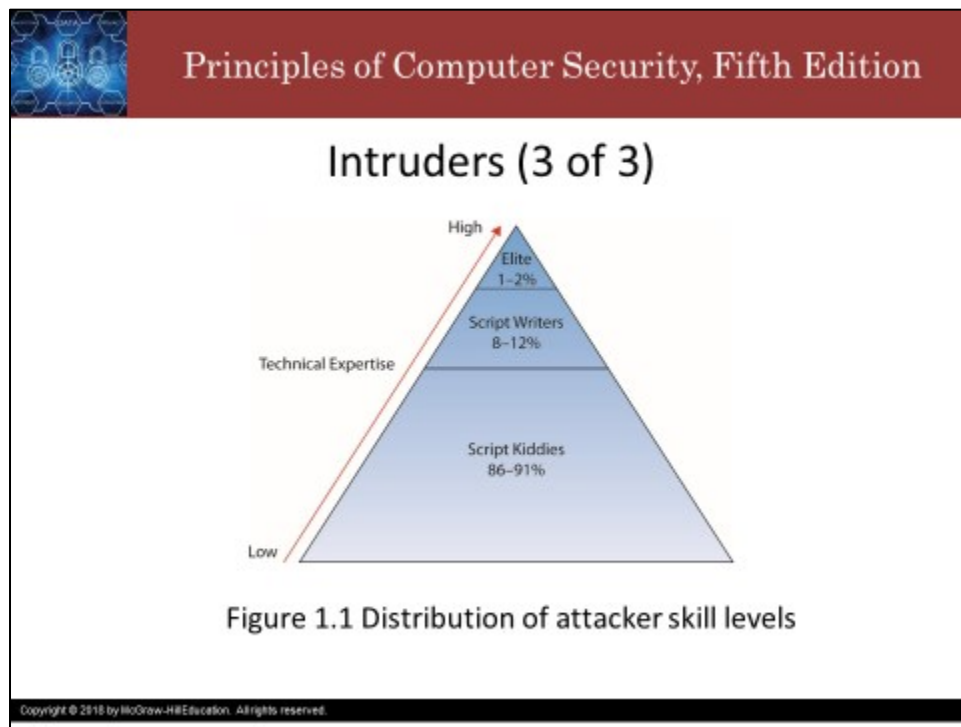 Principles of Computer Security, Fifth Edition
Intruders (3 of 3)
High
Elite
1–2%
Script Writers
8–12%
Technical Expertise
Script Kiddies
86–91%
Low
Figure 1.1 Distribution of attacker skill levels
Copyright © 2018 by McGraw-Hill Education. All rights reserved.